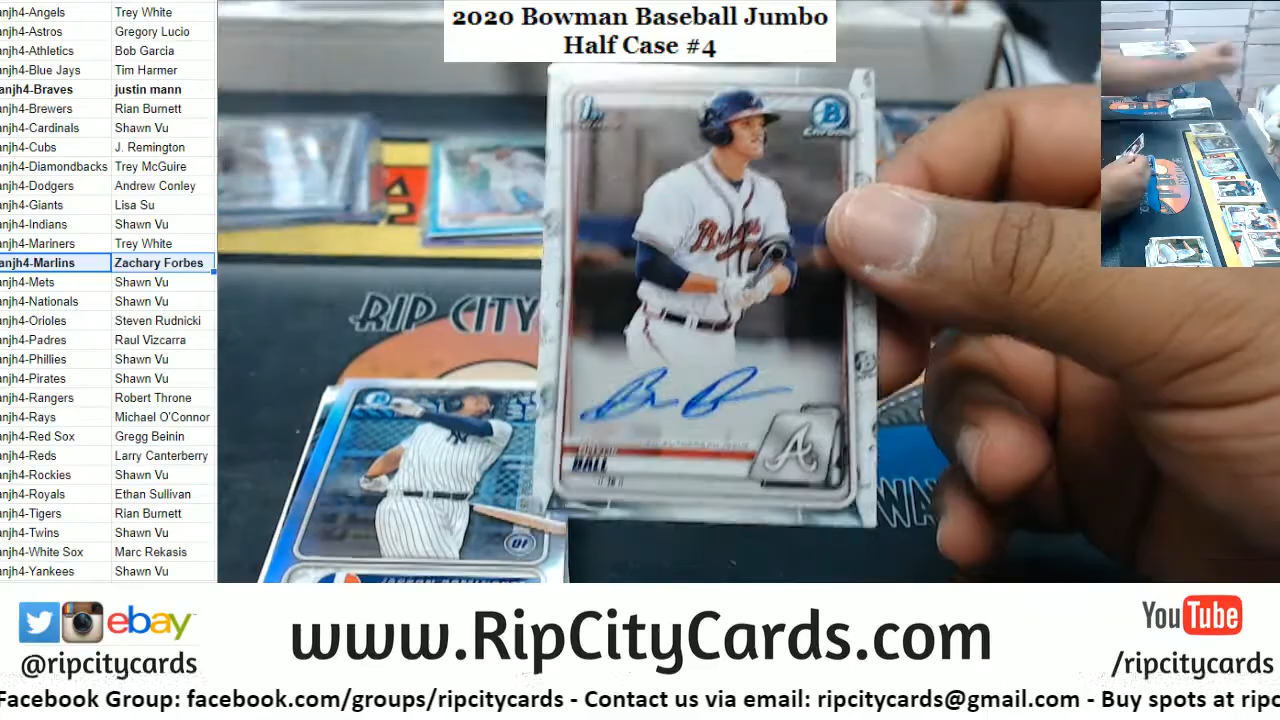 2020 Bowman Baseball Jumbo
Half Case #4
anjh4-Angels Trey White
anjh4-Astros Gregory Lucio
anjh4-Athletics Bob Garcia
anjh4-Blue Jays Tim Harmer
anjh4-Braves justin mann
anjh4-Brewers Rian Burnett
anjh4-Cardinals Shawn Vu
anjh4-Cubs J. Remington
anjh4-Diamondbacks Trey McGuire
anjh4-Dodgers Andrew Conley
anjh4-Giants Lisa Su
anjh4-Indians Shawn Vu
anjh4-Mariners Trey White
anjh4-Marlins Zachary Forbes
anjh4-Mets Shawn Vu
anjh4-Nationals Shawn Vu
anjh4-Orioles Steven Rudnicki
anjh4-Padres Raul Vizcarra
anjh4-Phillies Shawn Vu
anjh4-Pirates Shawn Vu
anjh4-Rangers Robert Throne
anjh4-Rays Michael O'Connor
anjh4-Red Sox Gregg Beinin
anjh4-Reds Larry Canterberry
anjh4-Rockies Shawn Vu
anjh4-Royals Ethan Sullivan
anjh4-Tigers Rian Burnett
anjh4-Twins Shawn Vu
anjh4-White Sox Marc Rekasis
anjh4-Yankees Shawn Vu
1st
B
Chrome
Braves
BALL
A
RIP CITY
OF
WA
ebay
@ripcitycards
www.RipCityCards.com
YouTube
/ripcitycards
Facebook Group: facebook.com/groups/ripcitycards - Contact us via email: ripcitycards@gmail.com - Buy spots at ripc